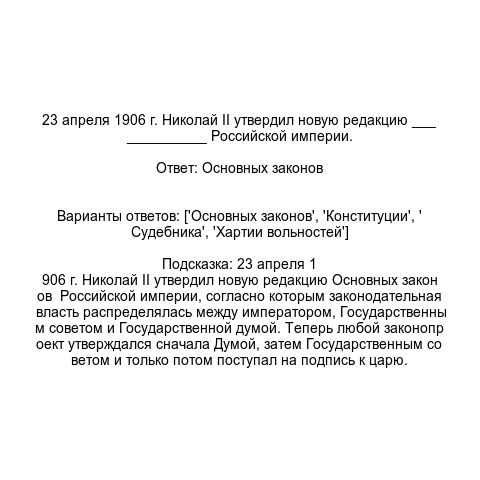 23 апреля 1906 г. Николай II утвердил новую редакцию ___
__________ Российской империи.
Ответ: Основных законов
Варианты ответов: ['Основных законов', 'Конституции', '
Судебника', 'Хартии вольностей']
Подсказка: 23 апреля 1
906 г. Николай II утвердил новую редакцию Основных закон
ов  Российской империи, согласно которым законодательная
власть распределялась между императором, Государственны
м советом и Государственной думой. Теперь любой законопр
оект утверждался сначала Думой, затем Государственным со
ветом и только потом поступал на подпись к царю.